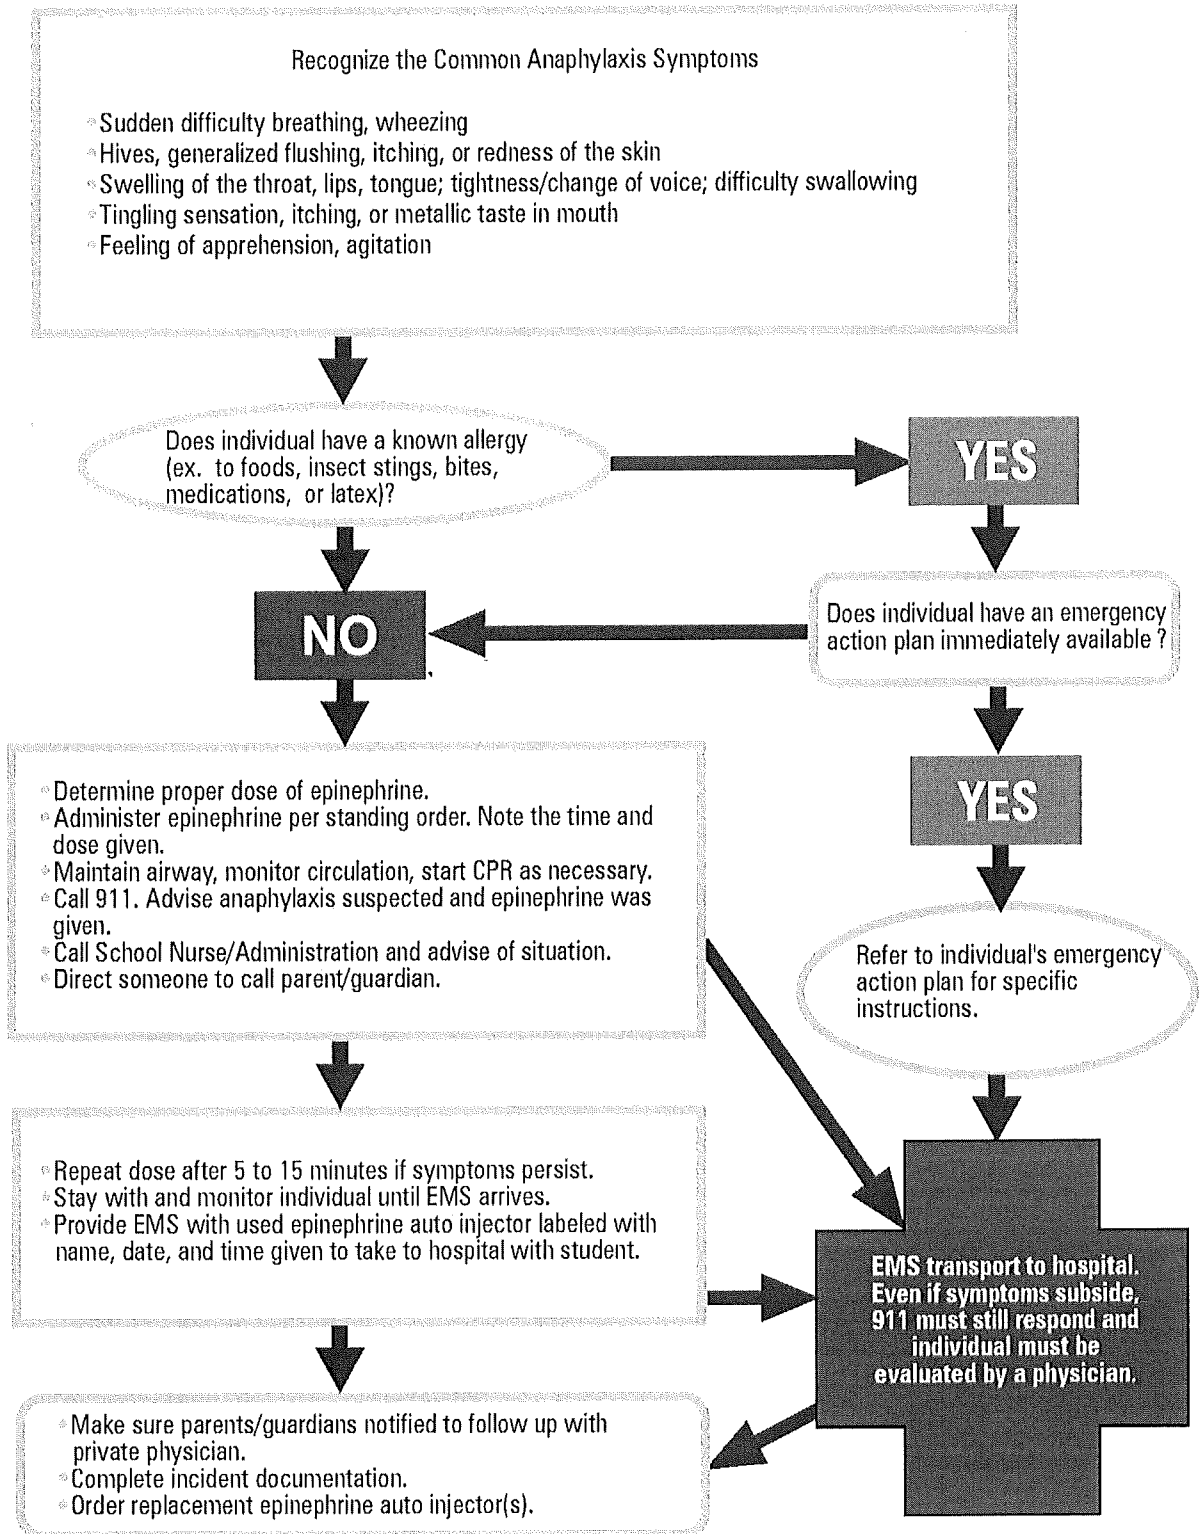 Recognize the Common Anaphylaxis Symptoms
Sudden difficulty breathing, wheezing
Hives, generalized flushing, itching, or redness of the skin
Swelling of the throat, lips, tongue; tightness/change of voice; difficulty swallowing
Tingling sensation, itching, or metallic taste in mouth
Feeling of apprehension, agitation
Does individual have a known allergy
(ex. to foods, insect stings, bites,
medications, or latex)?
YES
NO
Does individual have an emergency
action plan immediately available ?
YES
Determine proper dose of epinephrine.
Administer epinephrine per standing order. Note the time and
dose given.
Maintain airway, monitor circulation, start CPR as necessary.
Call 911. Advise anaphylaxis suspected and epinephrine was
given.
Call School Nurse/Administration and advise of situation.
Direct someone to call parent/guardian.
Refer to individual's emergency
action plan for specific
instructions.
Repeat dose after 5 to 15 minutes if symptoms persist.
Stay with and monitor individual until EMS arrives.
Provide EMS with used epinephrine auto injector labeled with
name, date, and time given to take to hospital with student.
EMS transport to hospital.
Even if symptoms subside,
911 must still respond and
individual must be
evaluated by a physician.
Make sure parents/guardians notified to follow up with
private physician.
Complete incident documentation.
Order replacement epinephrine auto injector(s).